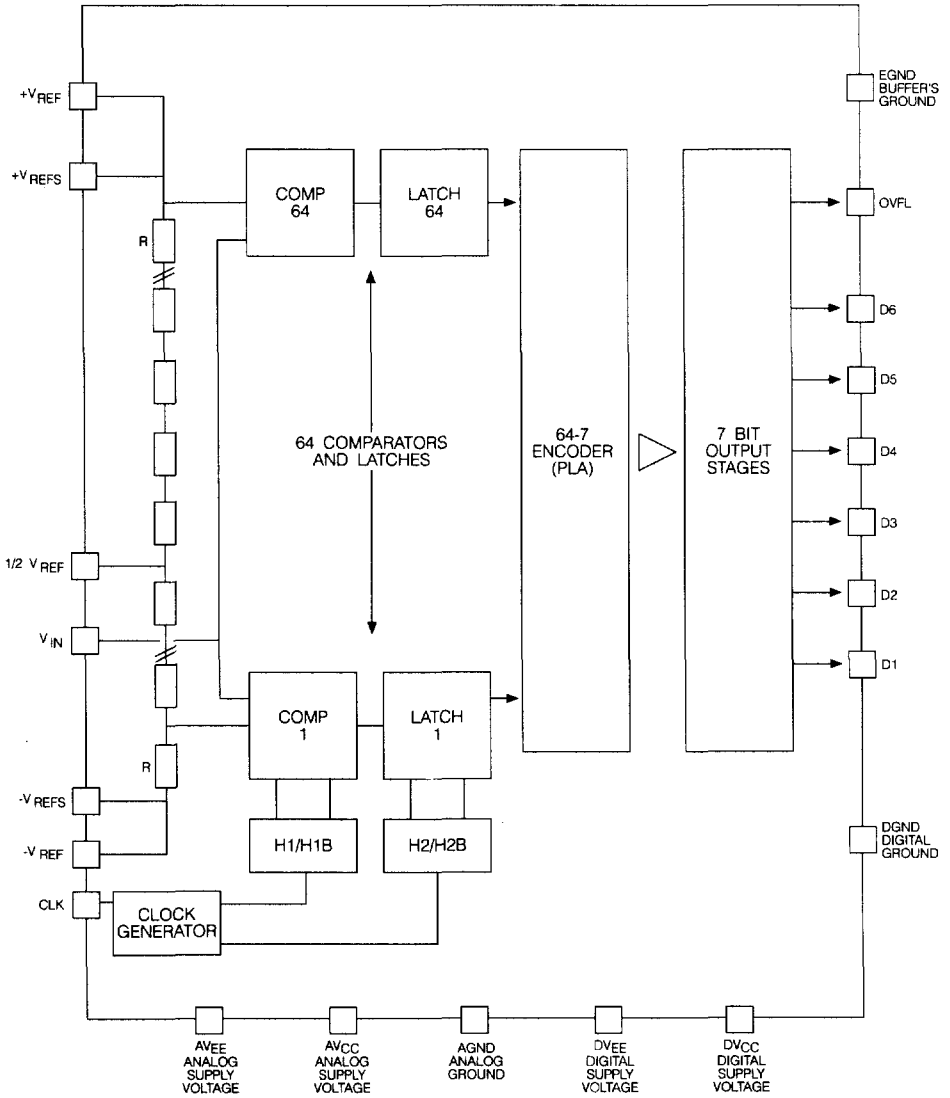 +VREF
EGND
BUFFER'S
GROUND
+VREFS
COMP
64
LATCH
64
OVFL
R
D6
D5
64 COMPARATORS
AND LATCHES
64-7
ENCODER
(PLA)
7 BIT
OUTPUT
STAGES
D4
D3
1/2 VREF
D2
VIN
D1
COMP
1
LATCH
1
R
-VREFS
H1/H1B
H2/H2B
DGND
DIGITAL
GROUND
-VREF
CLK
CLOCK
GENERATOR
AVEE
ANALOG
SUPPLY
VOLTAGE
AVCC
ANALOG
SUPPLY
VOLTAGE
AGND
ANALOG
GROUND
DVEE
DIGITAL
SUPPLY
VOLTAGE
DVCC
DIGITAL
SUPPLY
VOLTAGE